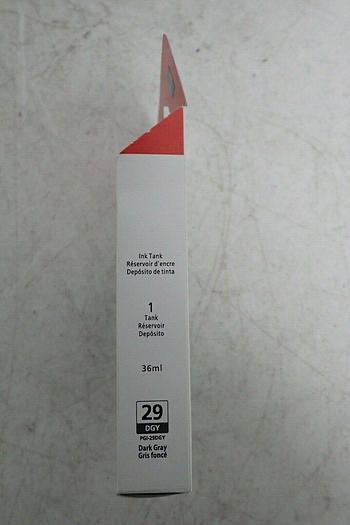 Ink Tank
Réservoir d'encre
Depósito de tinta
1
Tank
Réservoir
Depósito
36ml
29
DGY
PGI-29DGY
Dark Gray
Gris foncé